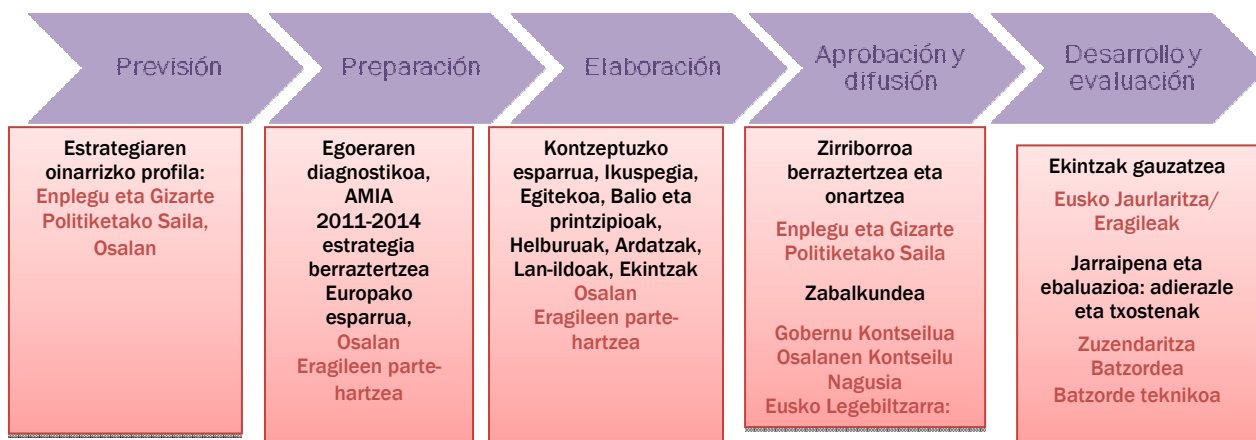 Previsión
Preparación
Elaboración
Aprobación y
difusión
Desarrollo y
evaluación
Estrategiaren
oinarrizko profila:
Enplegu eta Gizarte
Politiketako Saila,
Osalan
Egoeraren
diagnostikoa,
AMIA
2011-2014
estrategia
berraztertzea
Europako
esparrua,
Osalan
Eragileen parte-
hartzea
Kontzeptuzko
esparrua, Ikuspegia,
Egitekoa, Balio eta
printzipioak,
Helburuak, Ardatzak,
Lan-ildoak, Ekintzak
Osalan
Eragileen parte-
hartzea
Zirriborroa
berraztertzea eta
onartzea
Enplegu eta Gizarte
Politiketako Saila
Zabalkundea
Gobernu Kontseilua
Osalanen Kontseilu
Nagusia
Eusko Legebiltzarra:
Ekintzak gauzatzea
Eusko Jaurlaritza/
Eragileak
Jarraipena eta
ebaluazioa: adierazle
eta txostenak
Zuzendaritza
Batzordea
Batzorde teknikoa